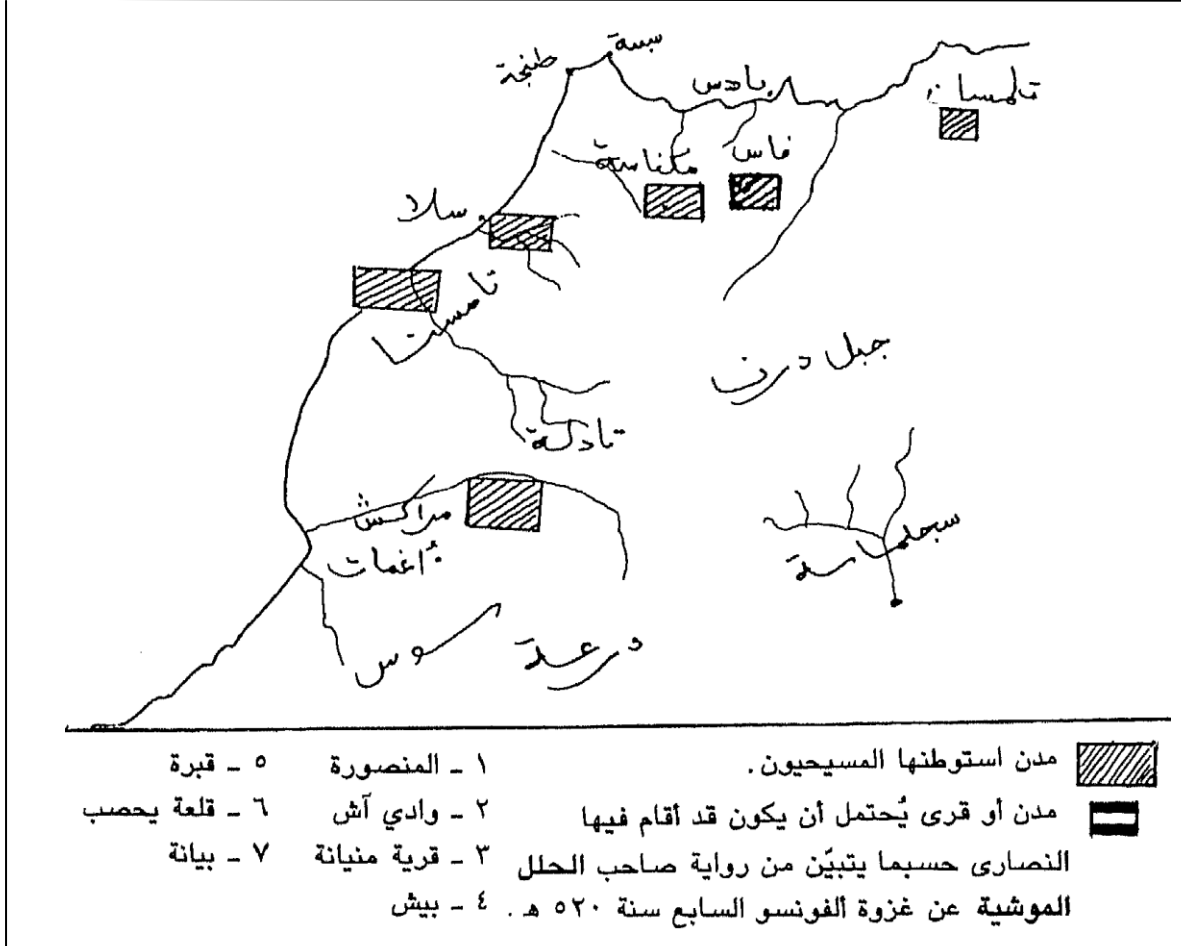 سبتة
طنجة
بادس
تلمسان
فاس
مكناسة
سلا
تامسنا
جبل درن
تادلة
مراكش
أغمات
سجلماسة
سوس
درعة
مدن استوطنها المسيحيون.
مدن أو قرى يُحتمل أن يكون قد أقام فيها
النصارى حسبما يتبيّن من رواية صاحب الحلل
الموشية عن غزوة الفونسو السابع سنة ٥٢٠ هـ.
١ ـ المنصورة
٢ ـ وادي آش
٣ ـ قرية منيانة
٤ ـ بيش
٥ ـ قبرة
٦ ـ قلعة يحصب
٧ ـ بيانة